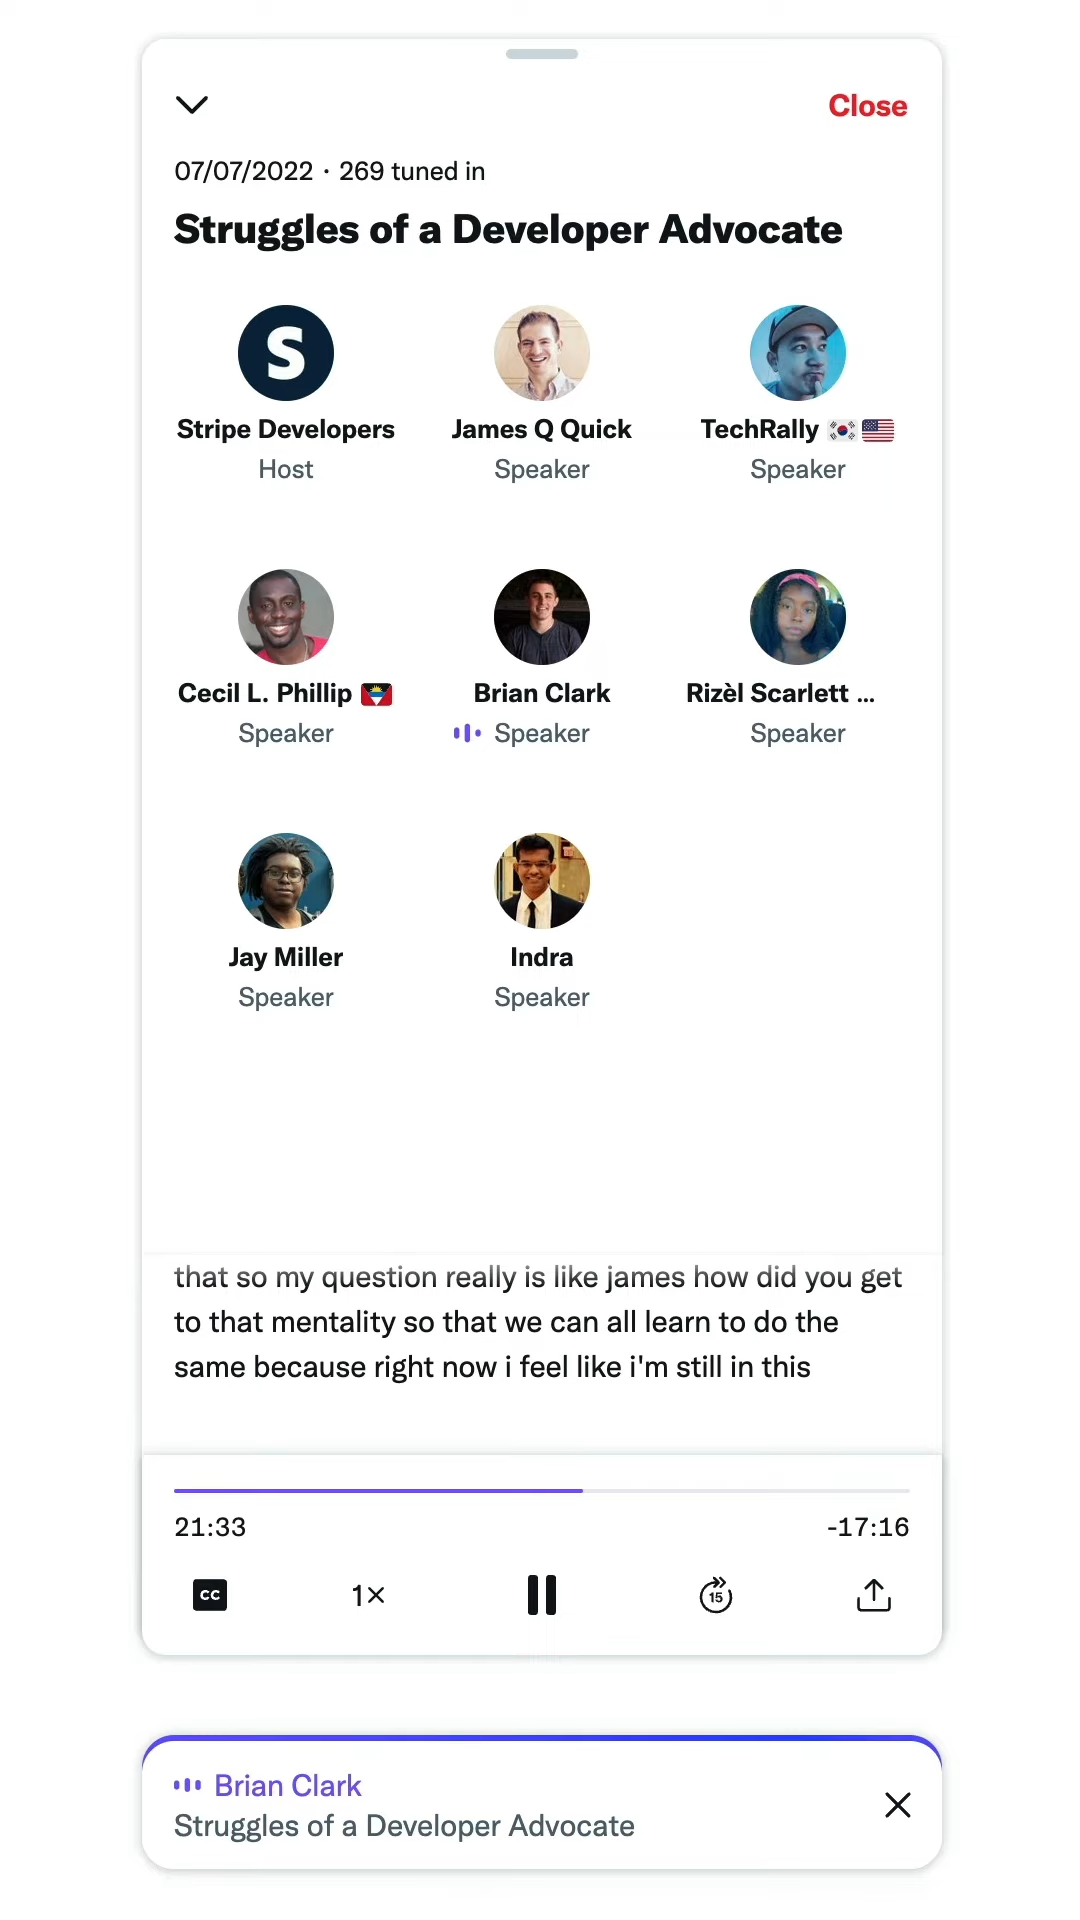 Close
07/07/2022 · 269 tuned in
Struggles of a Developer Advocate
S
Stripe Developers
Host
James Q Quick
Speaker
TechRally 🇰🇷🇺🇸
Speaker
Cecil L. Phillip 🇦🇬
Speaker
Brian Clark
Speaker
Rizèl Scarlett ...
Speaker
Jay Miller
Speaker
Indra
Speaker
that so my question really is like james how did you get
to that mentality so that we can all learn to do the
same because right now i feel like i'm still in this
21:33
-17:16
CC
1×
15
Brian Clark
Struggles of a Developer Advocate